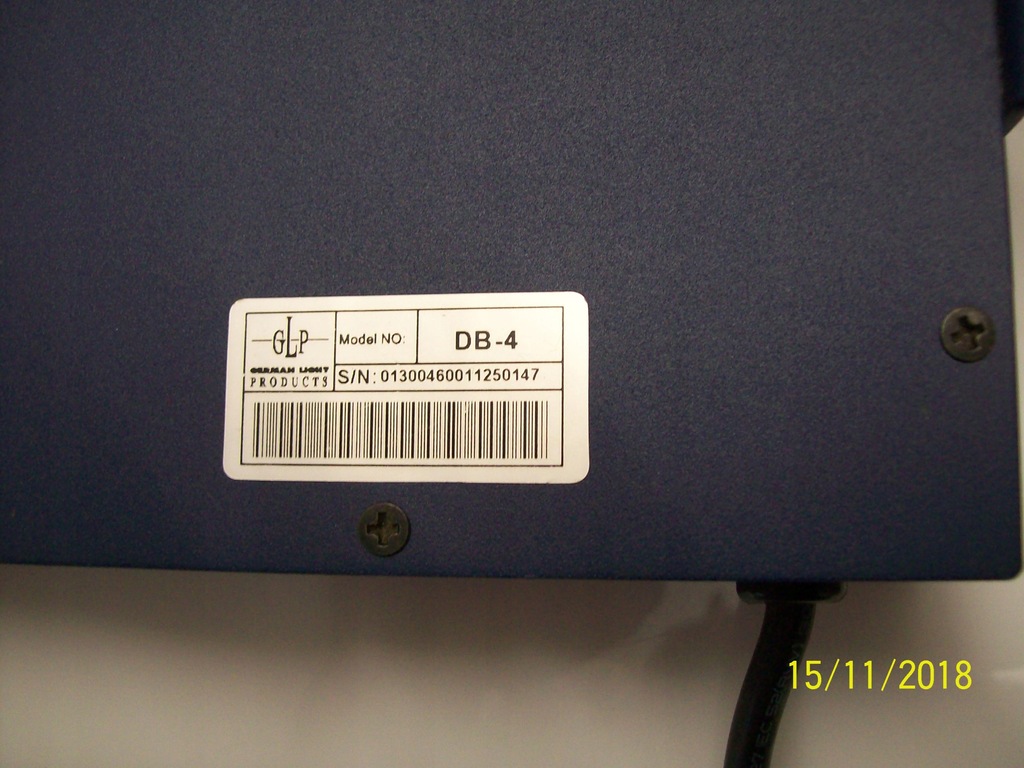 GLP
GERMAN LIGHT
PRODUCTS
Model NO:
DB-4
S/N: 01300460011250147
15/11/2018